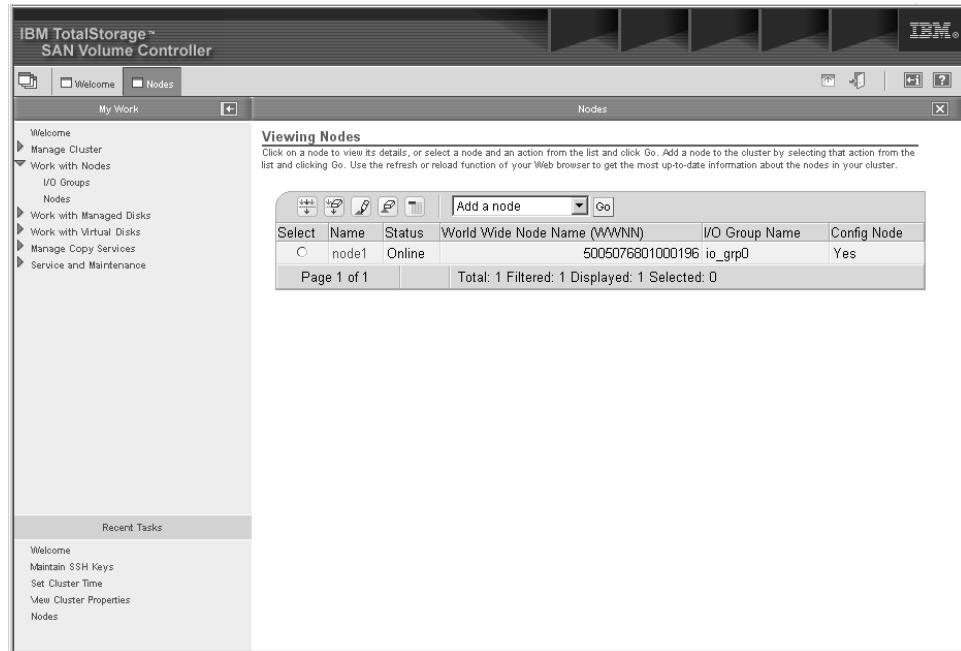 IBM TotalStorage™
SAN Volume Controller
IBM®
Welcome
Nodes
?
My Work
Nodes
Welcome
Manage Cluster
Work with Nodes
I/O Groups
Nodes
Work with Managed Disks
Work with Virtual Disks
Manage Copy Services
Service and Maintenance
Recent Tasks
Welcome
Maintain SSH Keys
Set Cluster Time
View Cluster Properties
Nodes
Viewing Nodes
Click on a node to view its details, or select a node and an action from the list and click Go. Add a node to the cluster by selecting that action from the
list and clicking Go. Use the refresh or reload function of your Web browser to get the most up-to-date information about the nodes in your cluster.
Add a node Go
Select Name Status World Wide Node Name (WWNN) I/O Group Name Config Node
node1 Online 5005076801000196 io_grp0 Yes
Page 1 of 1 Total: 1 Filtered: 1 Displayed: 1 Selected: 0